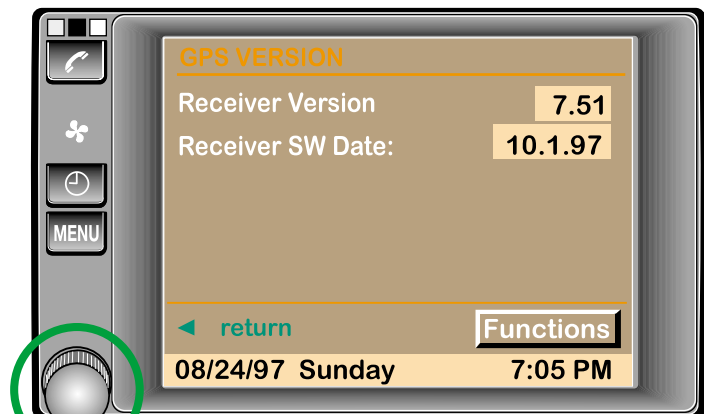 GPS VERSION
Receiver Version 7.51
Receiver SW Date: 10.1.97
MENU
◄ return Functions
08/24/97 Sunday 7:05 PM